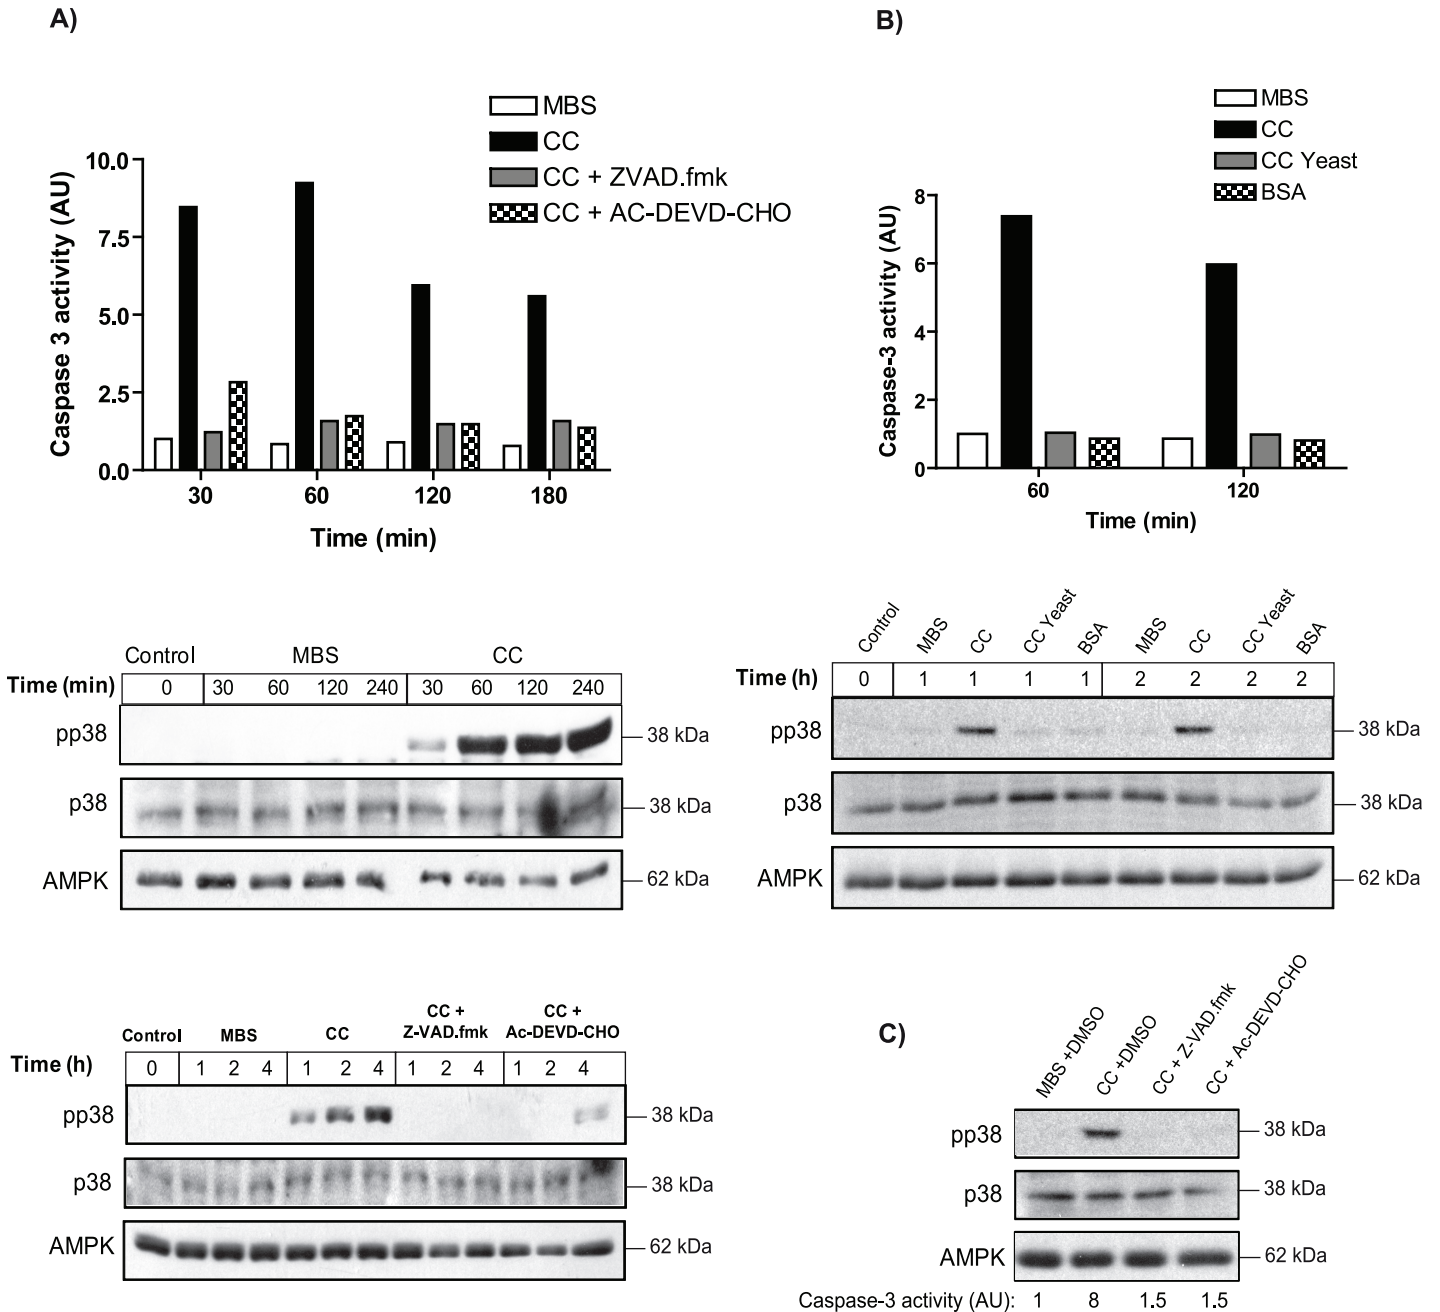 A)
MBS
CC
CC + ZVAD.fmk
CC + AC-DEVD-CHO
Caspase 3 activity (AU)
10.0
7.5
5.0
2.5
0.0
30 60 120 180
Time (min)
B)
MBS
CC
CC Yeast
BSA
Caspase-3 activity (AU)
8
6
4
2
0
60 120
Time (min)
Control MBS CC
Time (min) 0 30 60 120 240 30 60 120 240
pp38 38 kDa
p38 38 kDa
AMPK 62 kDa
Control MBS CC CC Yeast BSA MBS CC CC Yeast BSA
Time (h) 0 1 1 1 1 2 2 2 2
pp38 38 kDa
p38 38 kDa
AMPK 62 kDa
Control MBS CC CC + Z-VAD.fmk CC + Ac-DEVD-CHO
Time (h) 0 1 2 4 1 2 4 1 2 4 1 2 4
pp38 38 kDa
p38 38 kDa
AMPK 62 kDa
C)
MBS +DMSO CC +DMSO CC + Z-VAD.fmk CC + Ac-DEVD-CHO
pp38 38 kDa
p38 38 kDa
AMPK 62 kDa
Caspase-3 activity (AU): 1 8 1.5 1.5